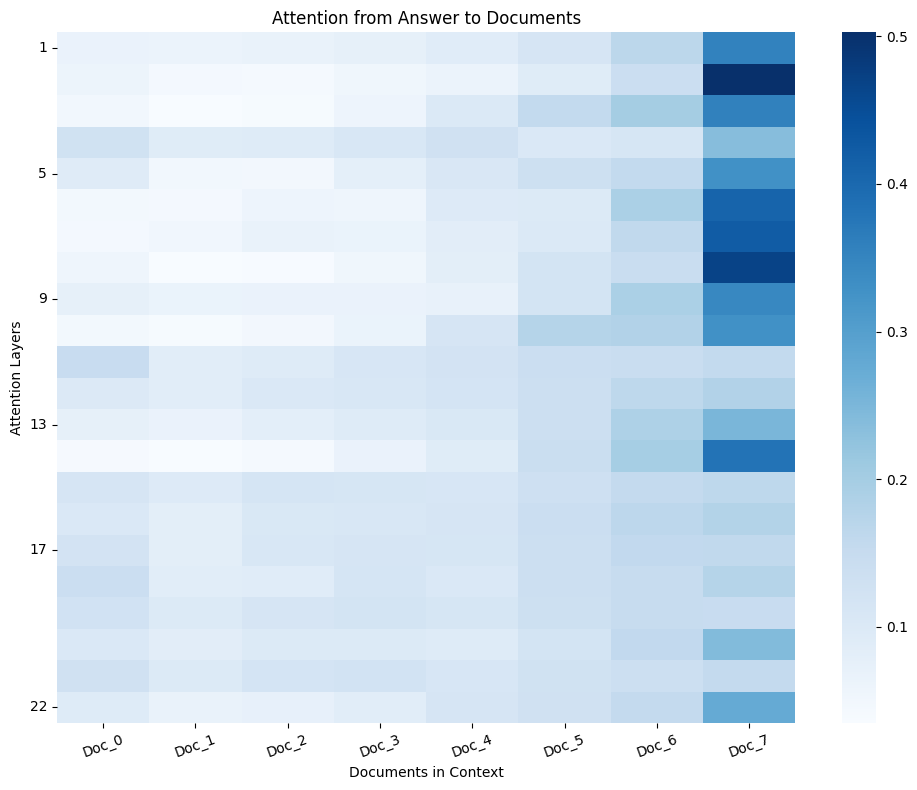 Attention from Answer to Documents
Attention Layers
1
5
9
13
17
22
Doc_0 Doc_1 Doc_2 Doc_3 Doc_4 Doc_5 Doc_6 Doc_7
Documents in Context
0.5
0.4
0.3
0.2
0.1